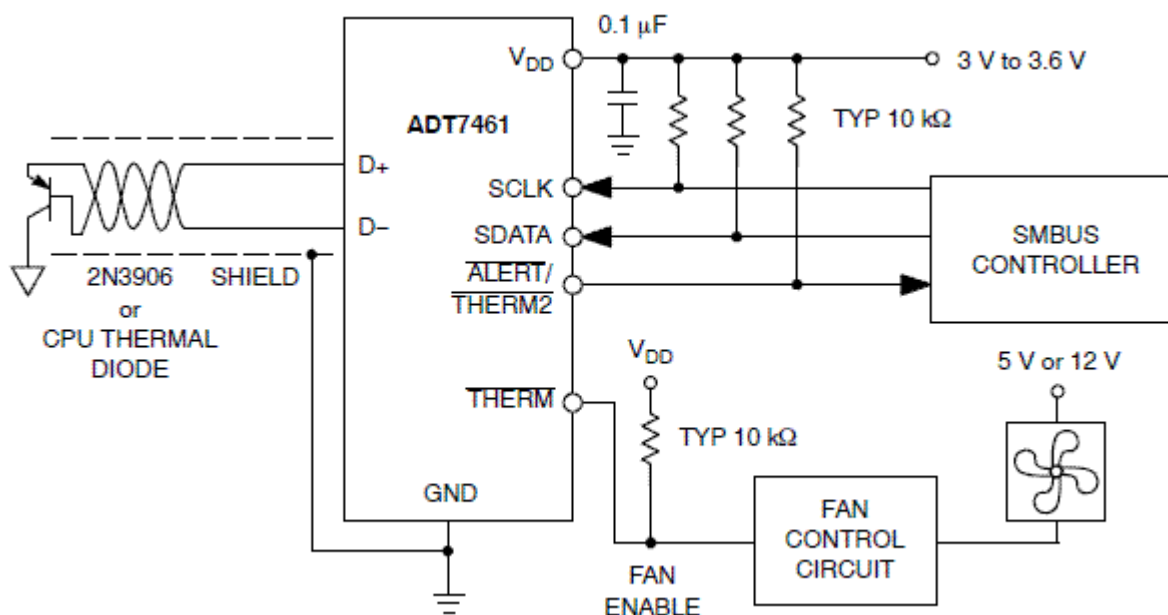 0.1 µF
VDD
3 V to 3.6 V
ADT7461
TYP 10 kΩ
D+
SCLK
D−
SDATA
SMBUS
CONTROLLER
ALERT/
THERM2
2N3906
SHIELD
or
CPU THERMAL
DIODE
VDD
5 V or 12 V
THERM
TYP 10 kΩ
GND
FAN
CONTROL
CIRCUIT
FAN
ENABLE